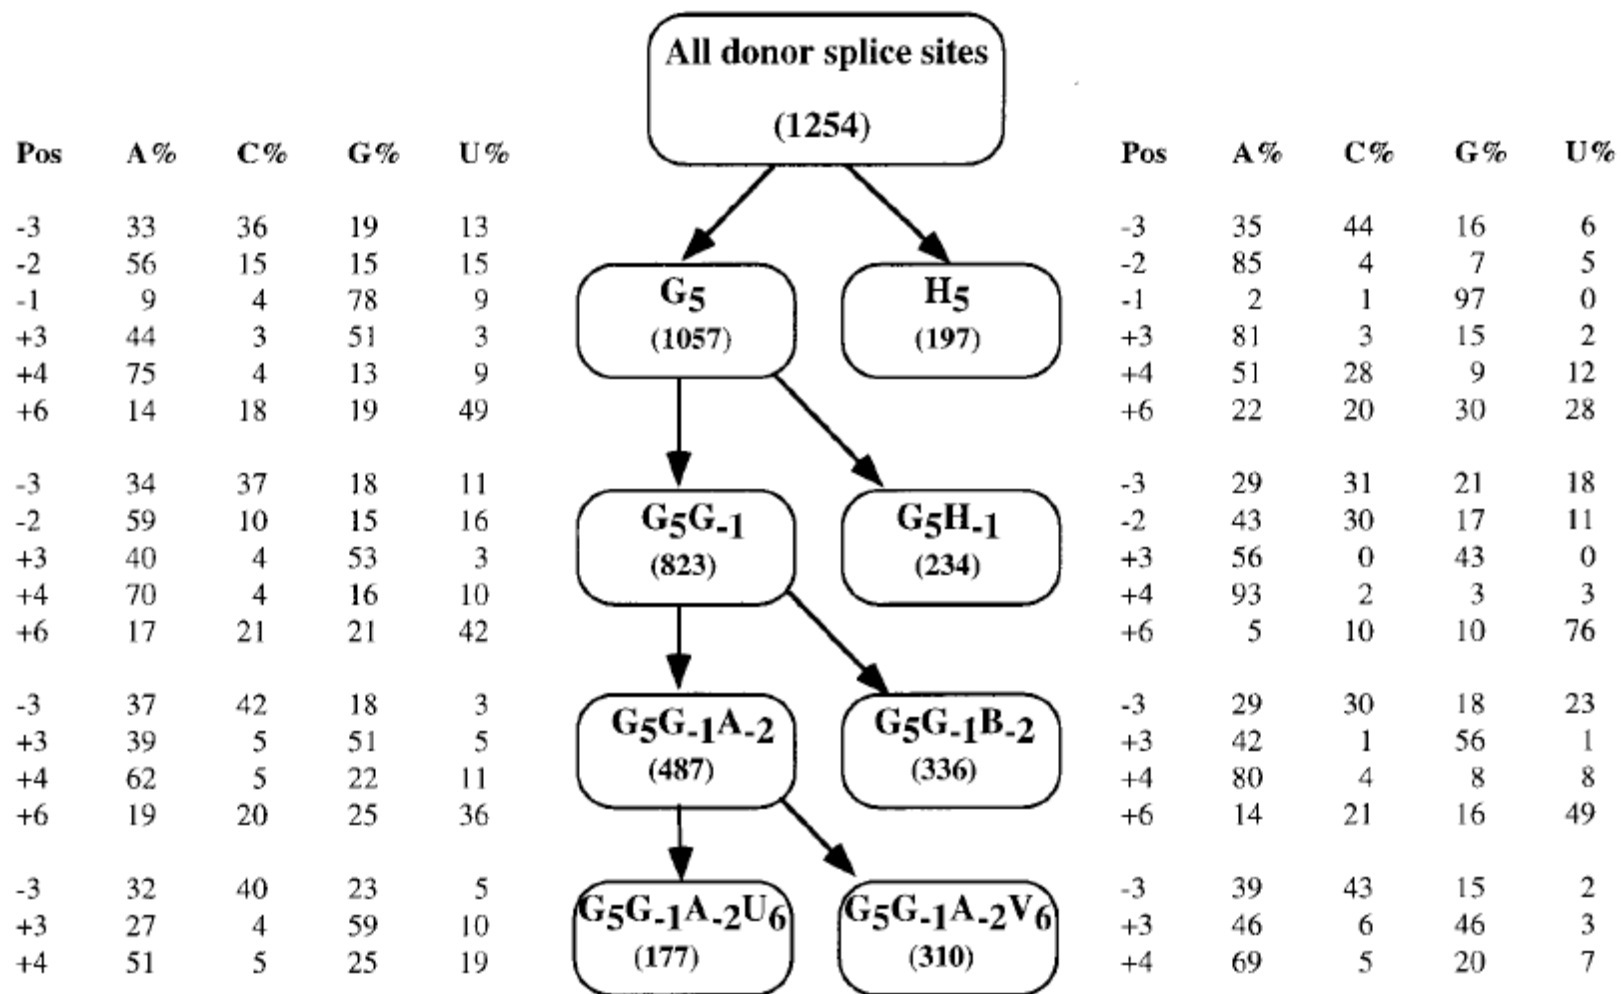 All donor splice sites
(1254)
Pos A% C% G% U%
-3 33 36 19 13
-2 56 15 15 15
-1 9 4 78 9
+3 44 3 51 3
+4 75 4 13 9
+6 14 18 19 49
G5
(1057)
H5
(197)
Pos A% C% G% U%
-3 35 44 16 6
-2 85 4 7 5
-1 2 1 97 0
+3 81 3 15 2
+4 51 28 9 12
+6 22 20 30 28
-3 34 37 18 11
-2 59 10 15 16
+3 40 4 53 3
+4 70 4 16 10
+6 17 21 21 42
G5G-1
(823)
G5H-1
(234)
-3 29 31 21 18
-2 43 30 17 11
+3 56 0 43 0
+4 93 2 3 3
+6 5 10 10 76
-3 37 42 18 3
+3 39 5 51 5
+4 62 5 22 11
+6 19 20 25 36
G5G-1A-2
(487)
G5G-1B-2
(336)
-3 29 30 18 23
+3 42 1 56 1
+4 80 4 8 8
+6 14 21 16 49
-3 32 40 23 5
+3 27 4 59 10
+4 51 5 25 19
G5G-1A-2U6
(177)
G5G-1A-2V6
(310)
-3 39 43 15 2
+3 46 6 46 3
+4 69 5 20 7